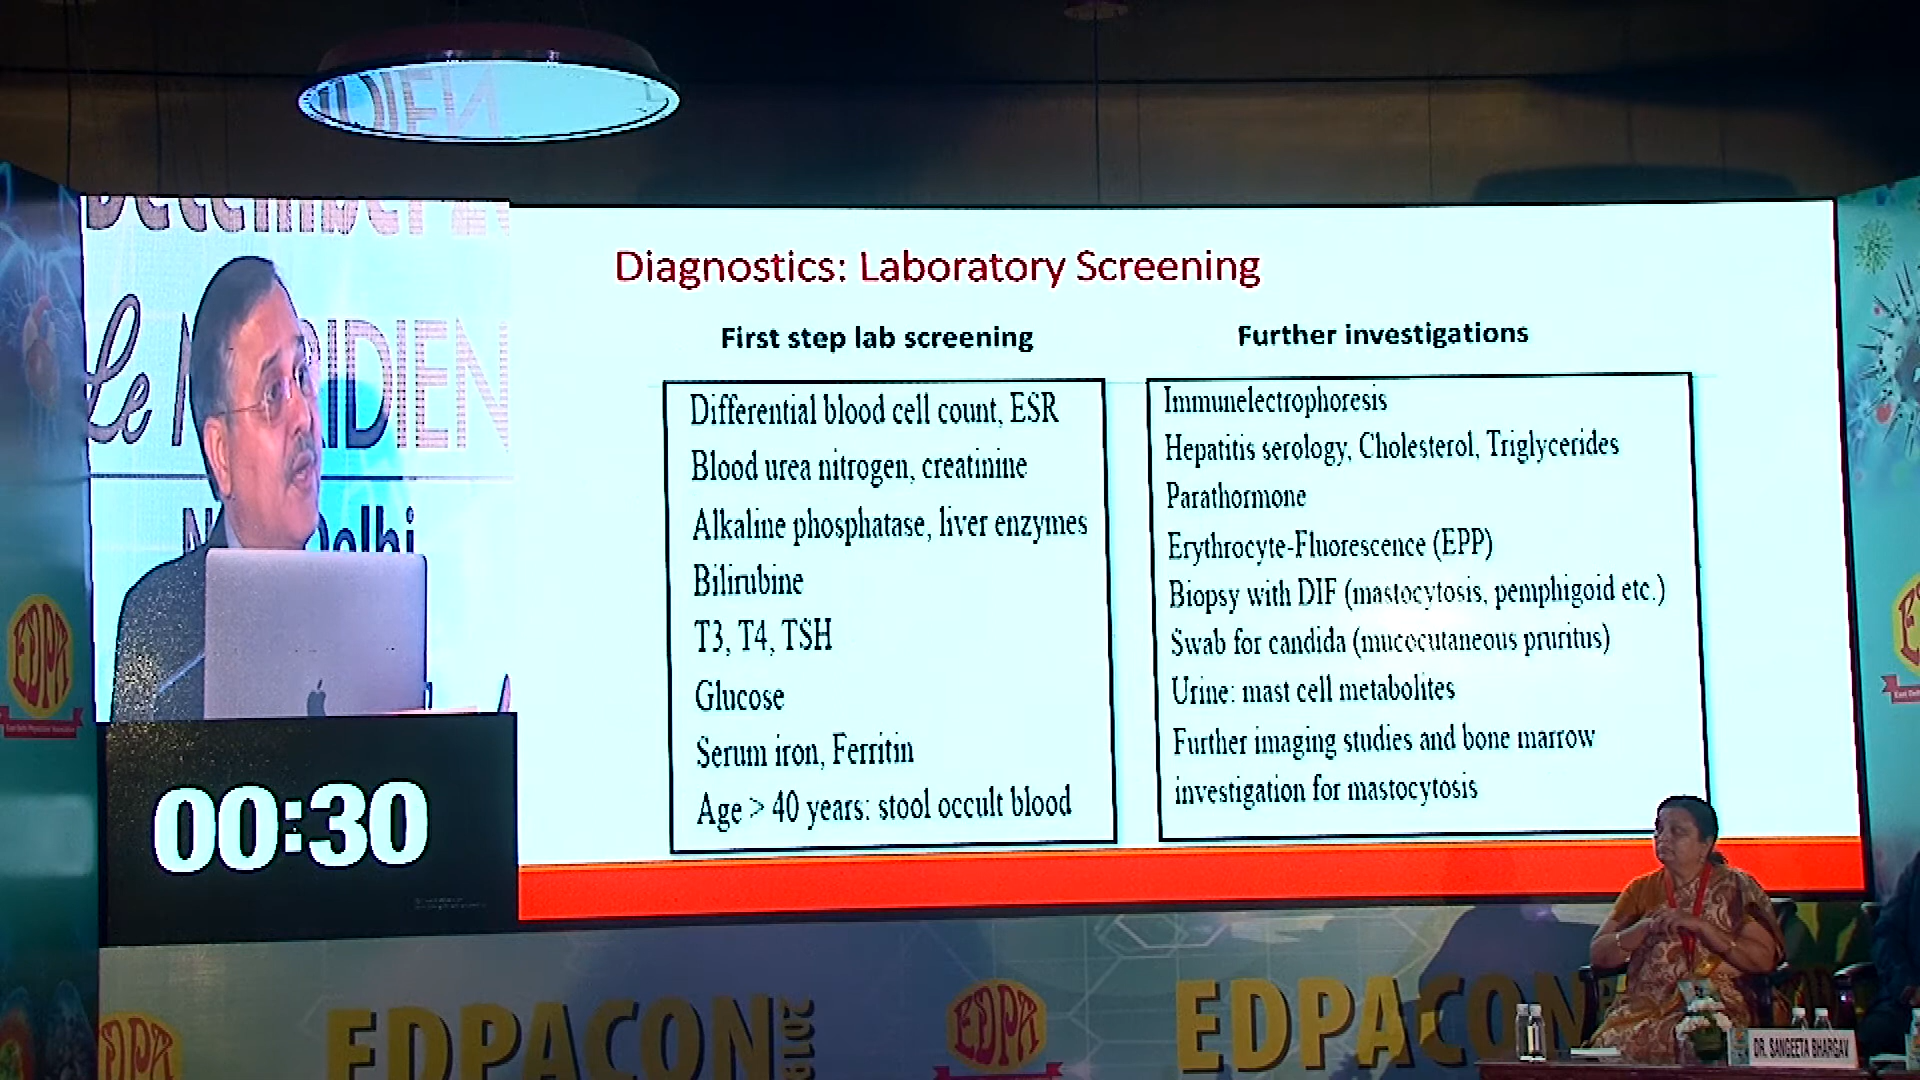 Diagnostics: Laboratory Screening
First step lab screening
Differential blood cell count, ESR
Blood urea nitrogen, creatinine
Alkaline phosphatase, liver enzymes
Bilirubine
T3, T4, TSH
Glucose
Serum iron, Ferritin
Age > 40 years: stool occult blood
Further investigations
Immunelectrophoresis
Hepatitis serology, Cholesterol, Triglycerides
Parathormone
Erythrocyte-Fluorescence (EPP)
Biopsy with DIF (mastocytosis, pemphigoid etc.)
Swab for candida (mucocutaneous pruritus)
Urine: mast cell metabolites
Further imaging studies and bone marrow
investigation for mastocytosis
December
Le
Delhi
00:30
EDPA
EDPACON
EDPA
EDPACON
DR. SANGEETA BHARGAV